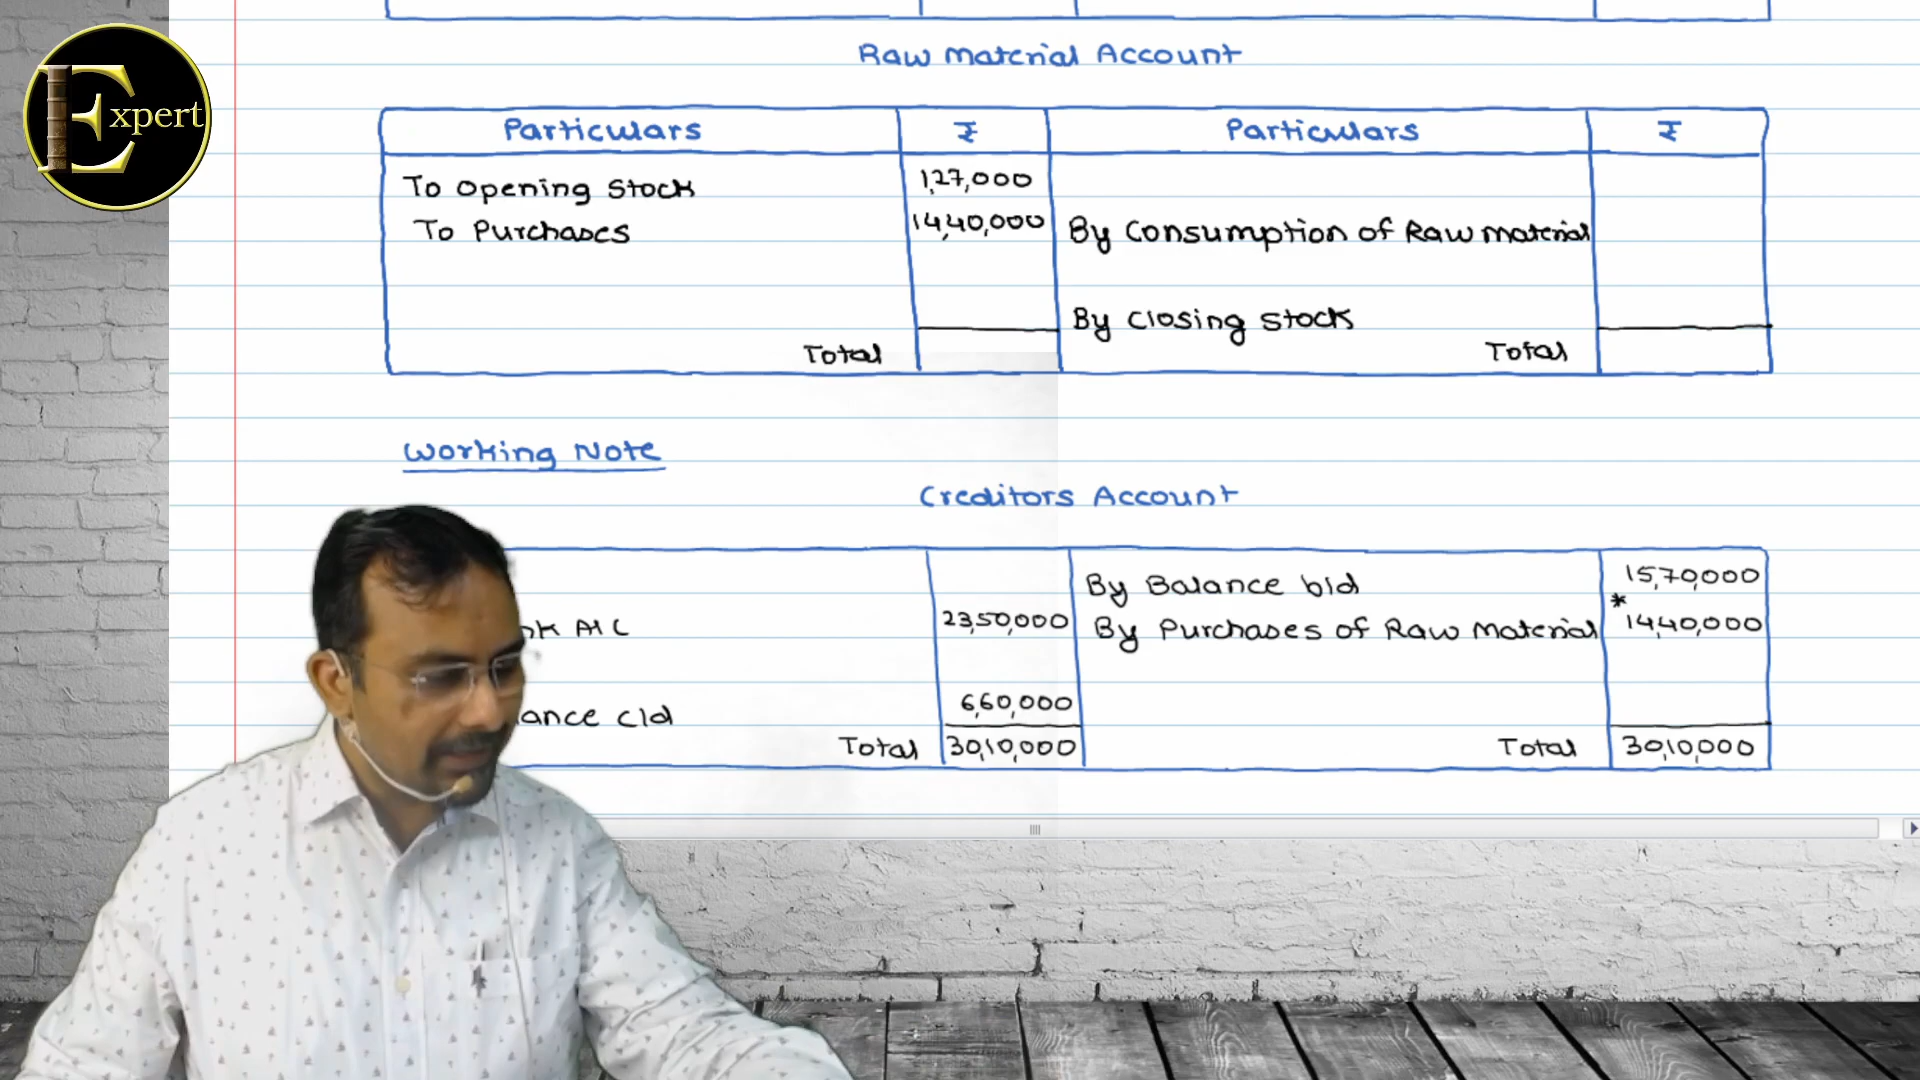 Expert
Raw Material Account
Particulars ₹ Particulars ₹
To Opening Stock 1,27,000
To Purchases 14,40,000 By Consumption of Raw material
By Closing Stock
Total Total
Working Note
Creditors Account
By Balance b/d 15,70,000
nk A/C 23,50,000 By Purchases of Raw Material * 14,40,000
ance c/d 6,60,000
Total 30,10,000 Total 30,10,000